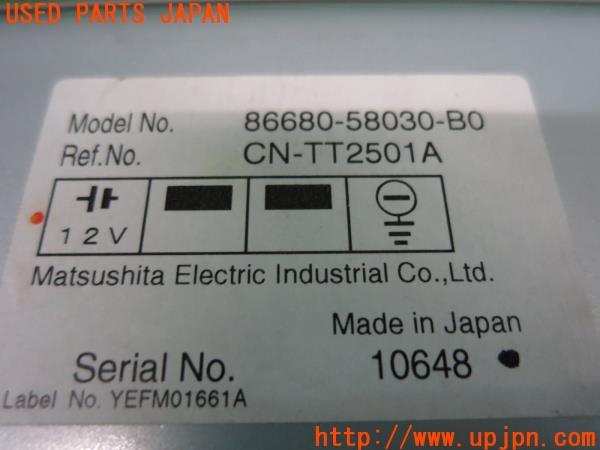 USED PARTS JAPAN
Model No. 86680-58030-B0
Ref.No. CN-TT2501A
12V
Matsushita Electric Industrial Co.,Ltd.
Made in Japan
Serial No. 10648
Label No. YEFM01661A
UPJ http://www.upjpn.com